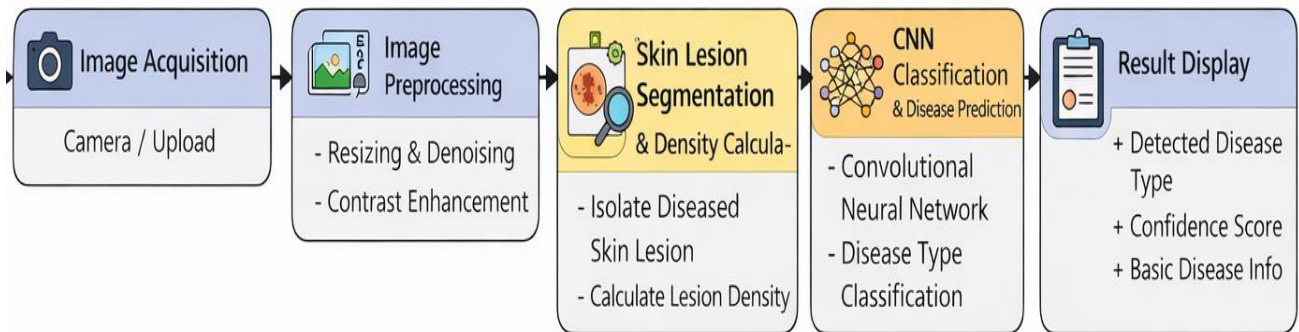 Image Acquisition
Camera / Upload
Image
Preprocessing
- Resizing & Denoising
- Contrast Enhancement
Skin Lesion
Segmentation
& Density Calcula-
- Isolate Diseased
Skin Lesion
- Calculate Lesion Density
CNN
Classification
& Disease Prediction
- Convolutional
Neural Network
- Disease Type
Classification
Result Display
+ Detected Disease
Type
+ Confidence Score
+ Basic Disease Info